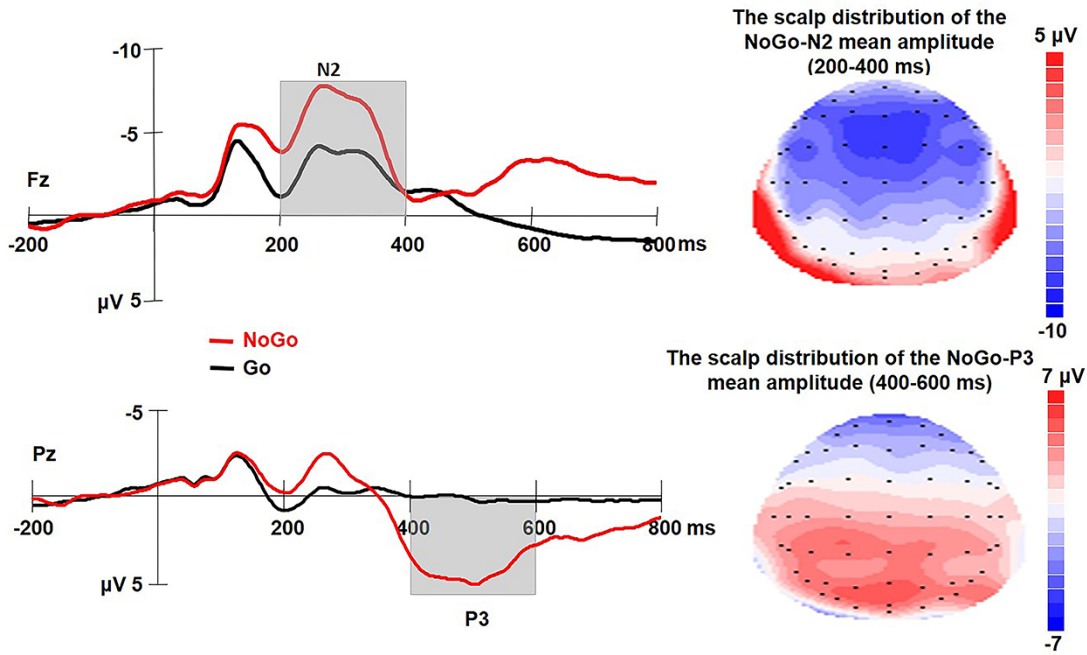 -10
N2
-5
Fz
-200
200
400
600
800 ms
µV 5
The scalp distribution of the
NoGo-N2 mean amplitude
(200-400 ms)
5 µV
-10
NoGo
Go
-5
Pz
-200
200
400
600
800 ms
µV 5
P3
The scalp distribution of the NoGo-P3
mean amplitude (400-600 ms)
7 µV
-7